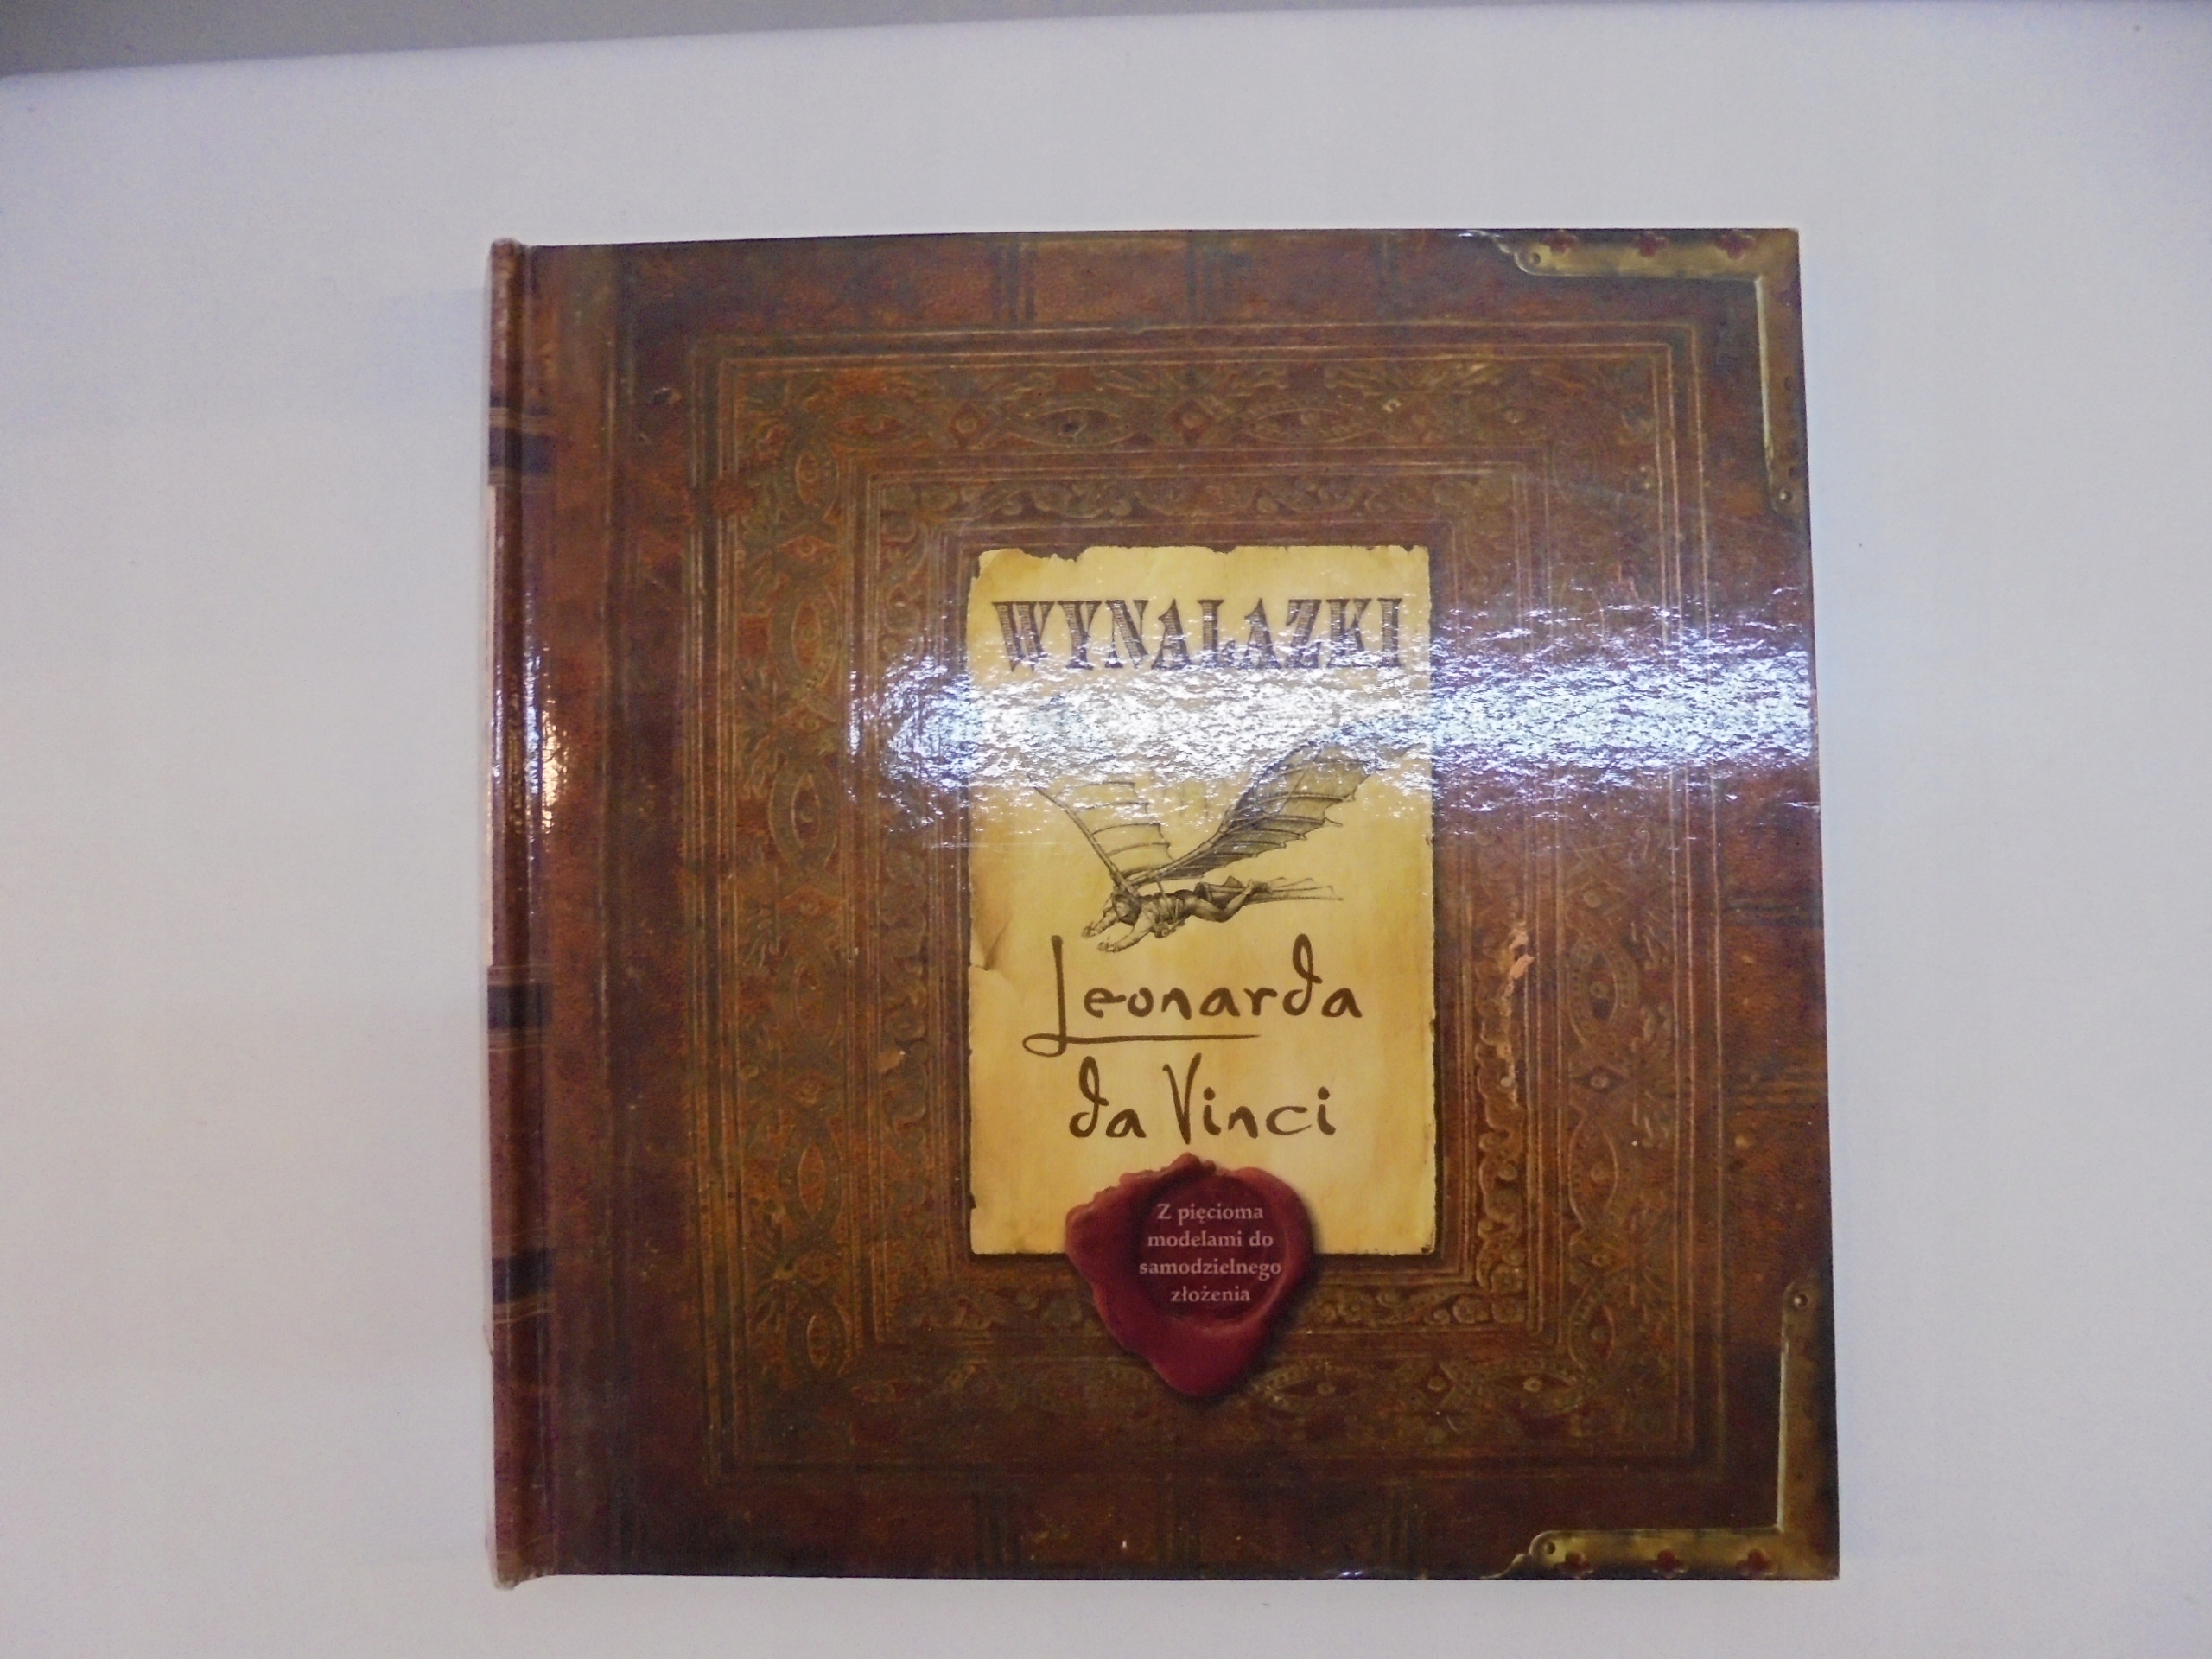 WYNALAZKI
Leonarda
da Vinci
Z pięcioma
modelami do
samodzielnego
złożenia